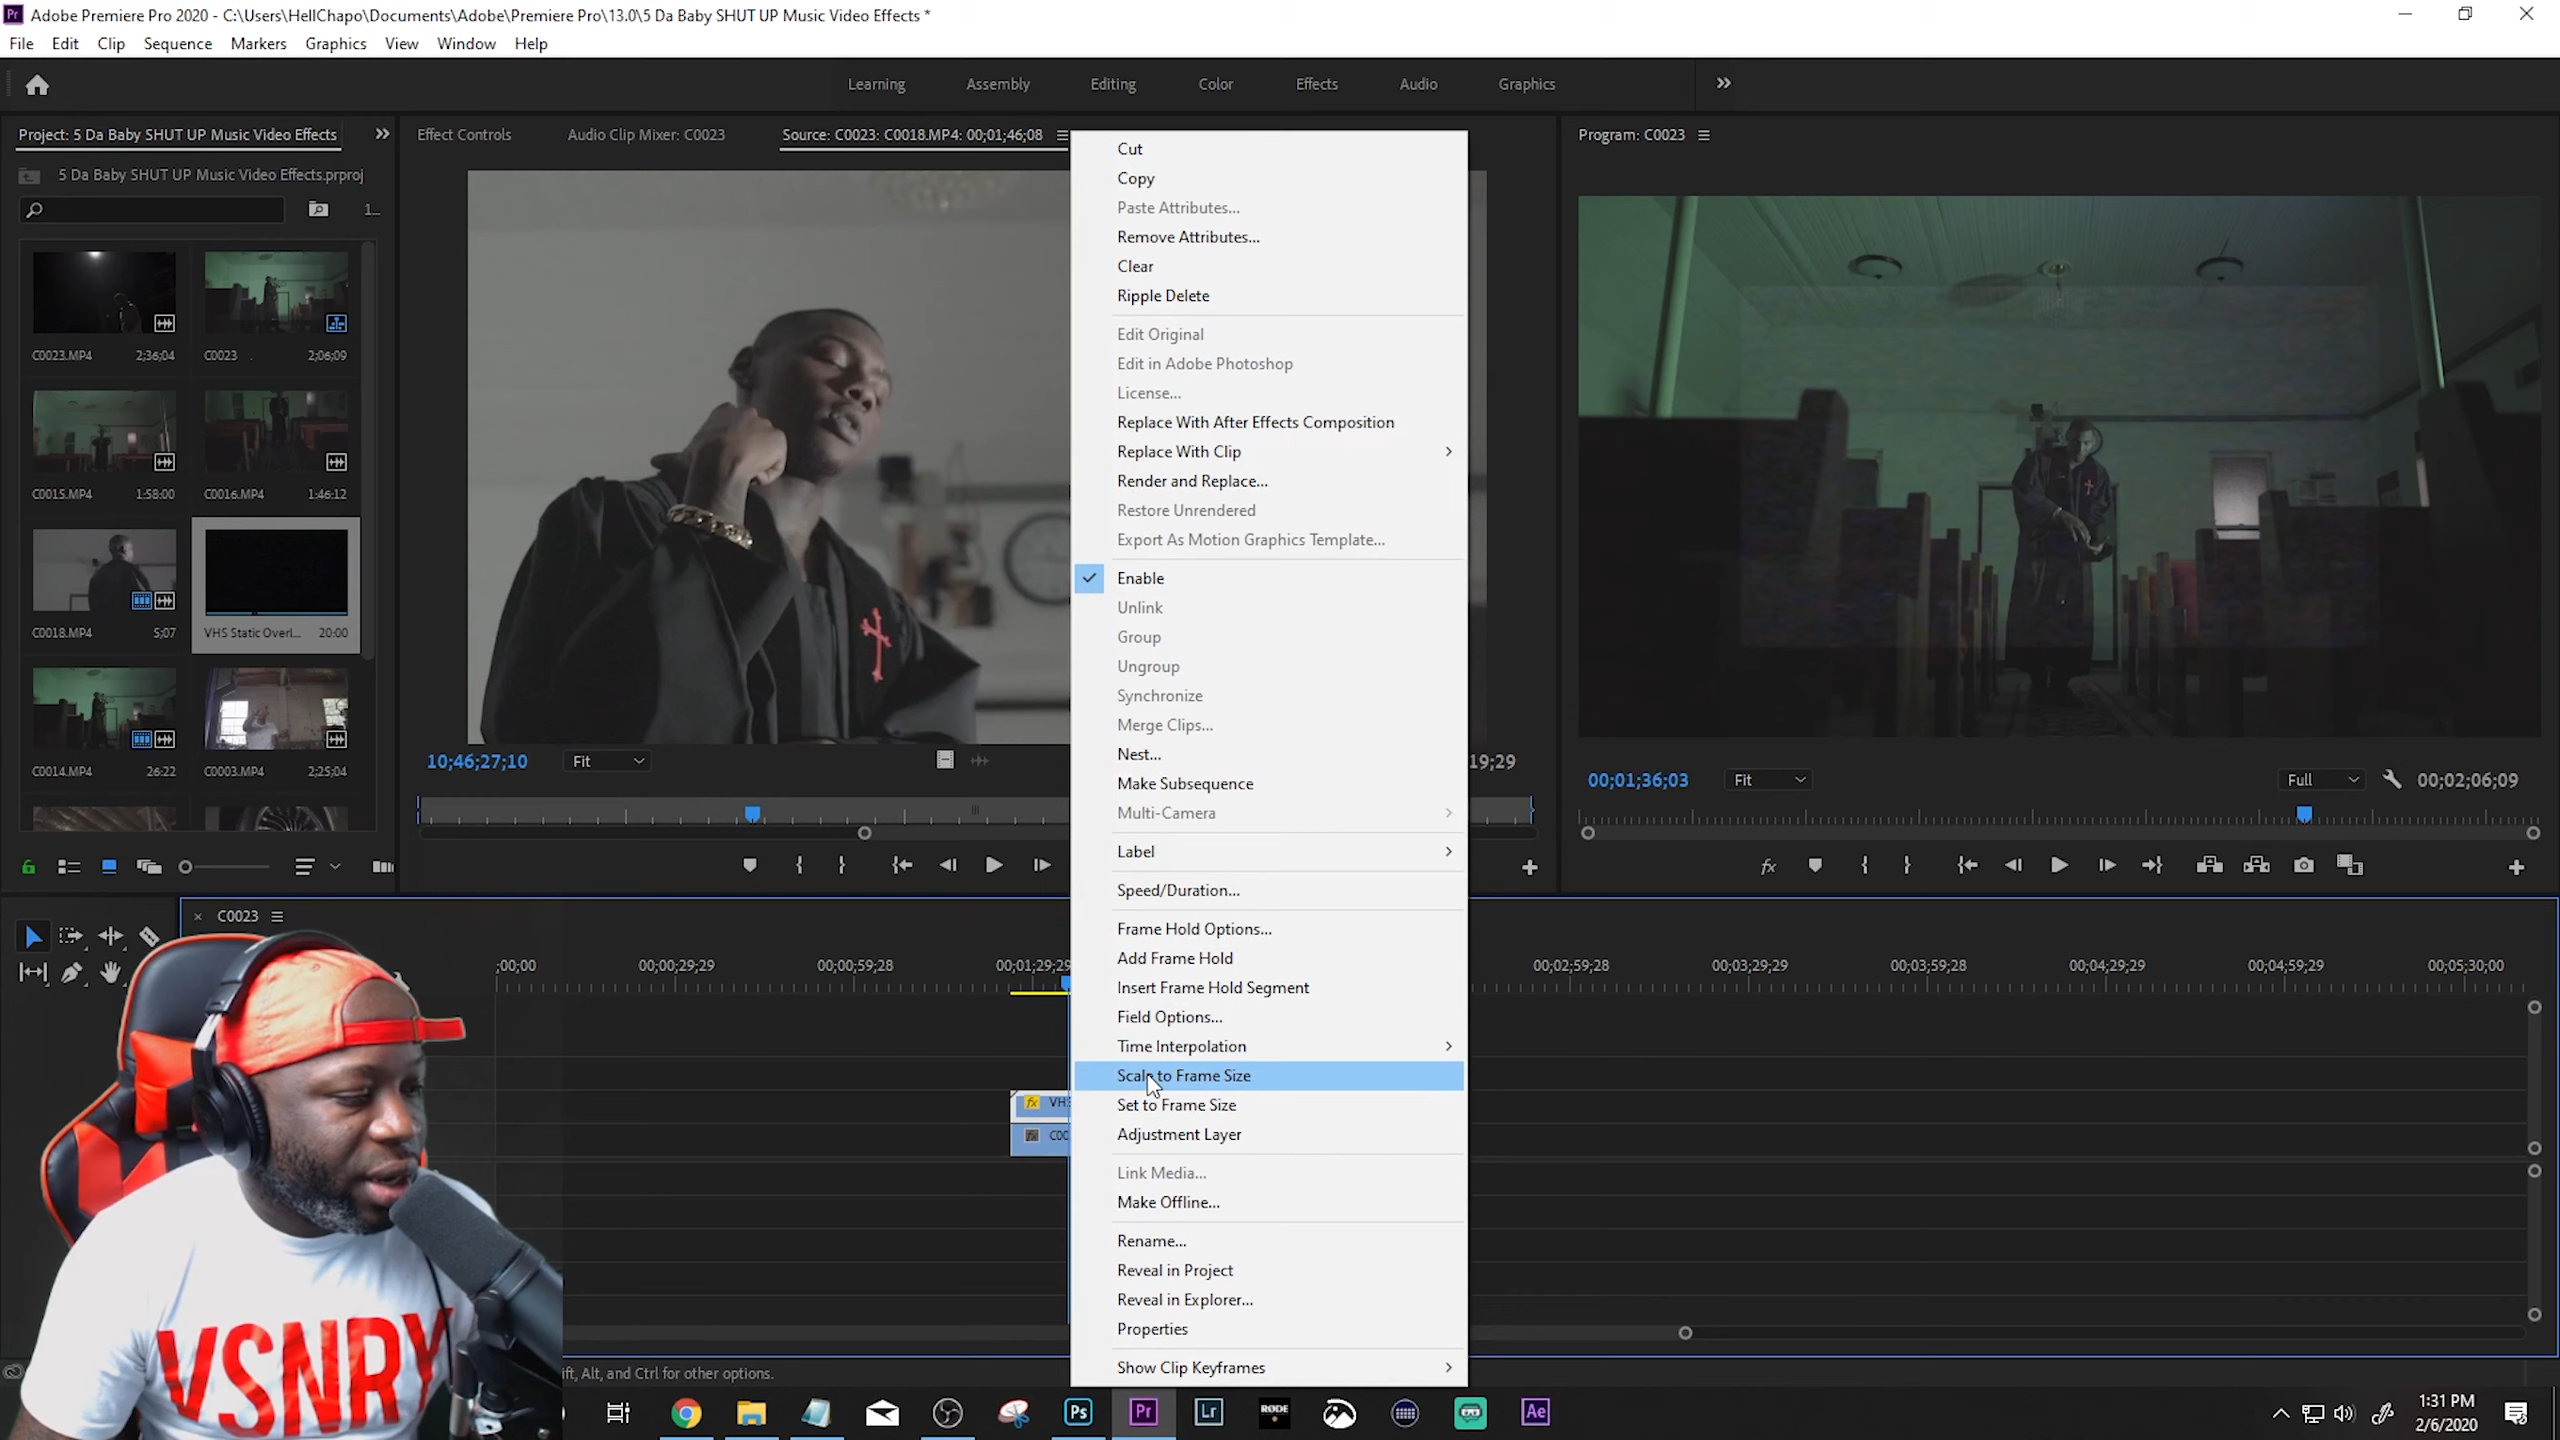 Pr Adobe Premiere Pro 2020 - C:\Users\HellChapo\Documents\Adobe\Premiere Pro\13.0\5 Da Baby SHUT UP Music Video Effects *
File Edit Clip Sequence Markers Graphics View Window Help
Learning Assembly Editing Color Effects Audio Graphics
Project: 5 Da Baby SHUT UP Music Video Effects
Effect Controls Audio Clip Mixer: C0023 Source: C0023: C0018.MP4: 00;01;46;08
Program: C0023
5 Da Baby SHUT UP Music Video Effects.prproj
1...
C0023.MP4 2;36;04
C0023 2;06;09
C0015.MP4 1:58:00
C0016.MP4 1:46:12
C0018.MP4 5;07
VHS Static Overl... 20:00
C0014.MP4 26:22
C0003.MP4 2;25;04
10;46;27;10 Fit
19;29
00;01;36;03 Fit Full 00;02;06;09
Cut
Copy
Paste Attributes...
Remove Attributes...
Clear
Ripple Delete
Edit Original
Edit in Adobe Photoshop
License...
Replace With After Effects Composition
Replace With Clip
Render and Replace...
Restore Unrendered
Export As Motion Graphics Template...
Enable
Unlink
Group
Ungroup
Synchronize
Merge Clips...
Nest...
Make Subsequence
Multi-Camera
Label
Speed/Duration...
Frame Hold Options...
Add Frame Hold
Insert Frame Hold Segment
Field Options...
Time Interpolation
Scale to Frame Size
Set to Frame Size
Adjustment Layer
Link Media...
Make Offline...
Rename...
Reveal in Project
Reveal in Explorer...
Properties
Show Clip Keyframes
C0023
;00;00 00;00;29;29 00;00;59;28 00;01;29;29 00;02;59;28 00;03;29;29 00;03;59;28 00;04;29;29 00;04;59;29 00;05;30;00
fx VHS
fx C00
VSNRY
ift, Alt, and Ctrl for other options.
Ps Pr Lr RØDE Ae
1:31 PM
2/6/2020